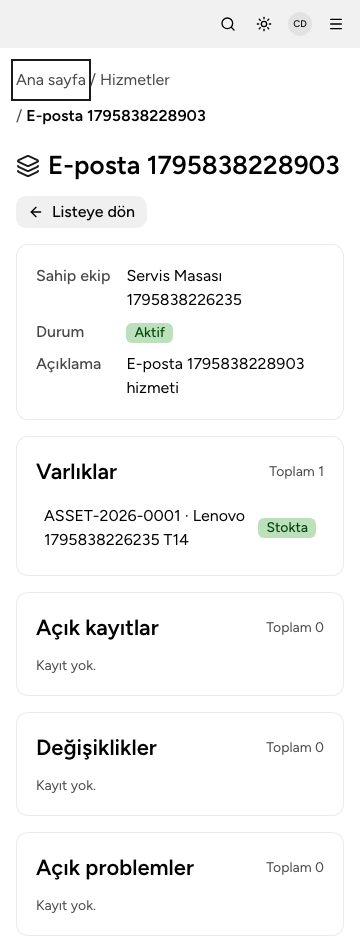 CD
Ana sayfa / Hizmetler
/ E-posta 1795838228903
E-posta 1795838228903
Listeye dön
Sahip ekip Servis Masası
1795838226235
Durum Aktif
Açıklama E-posta 1795838228903
hizmeti
Varlıklar Toplam 1
ASSET-2026-0001 · Lenovo
1795838226235 T14
Stokta
Açık kayıtlar Toplam 0
Kayıt yok.
Değişiklikler Toplam 0
Kayıt yok.
Açık problemler Toplam 0
Kayıt yok.